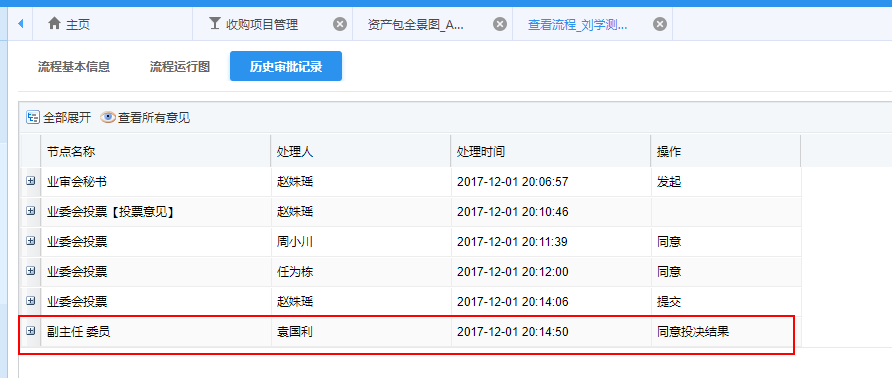 主页 收购项目管理 资产包全景图_A... 查看流程_刘学测...
流程基本信息 流程运行图 历史审批记录
全部展开 查看所有意见
节点名称 处理人 处理时间 操作
业审会秘书 赵姝瑶 2017-12-01 20:06:57 发起
业委会投票【投票意见】 赵姝瑶 2017-12-01 20:10:46
业委会投票 周小川 2017-12-01 20:11:39 同意
业委会投票 任为栋 2017-12-01 20:12:00 同意
业委会投票 赵姝瑶 2017-12-01 20:14:06 提交
副主任 委员 袁国利 2017-12-01 20:14:50 同意投决结果